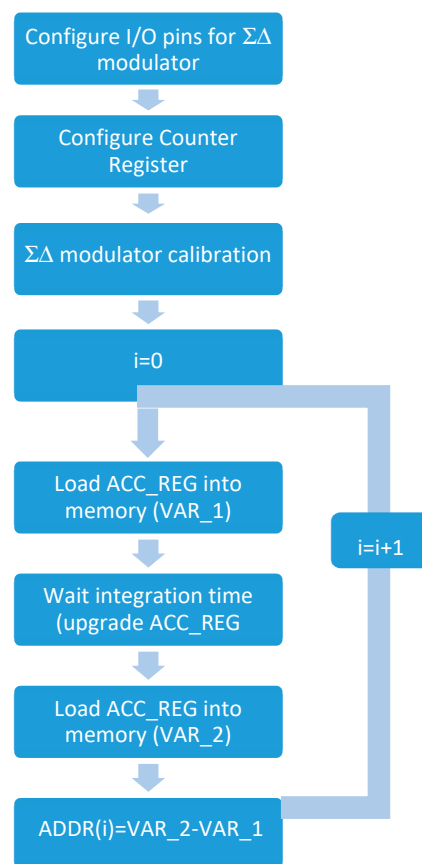 Configure I/O pins for ΣΔ
modulator
Configure Counter
Register
ΣΔ modulator calibration
i=0
Load ACC_REG into
memory (VAR_1)
i=i+1
Wait integration time
(upgrade ACC_REG
Load ACC_REG into
memory (VAR_2)
ADDR(i)=VAR_2-VAR_1